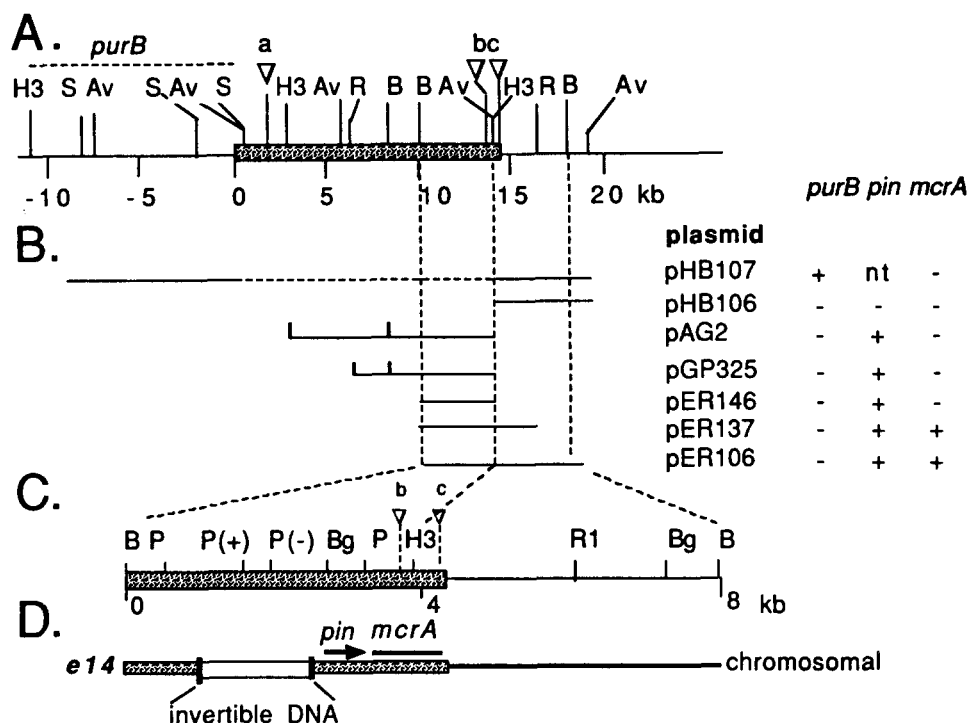 A.
purB
a
bc
H3 S Av S Av S H3 Av R B B Av H3 R B Av
-10 -5 0 5 10 15 20 kb
purB pin mcrA
B.
plasmid
pHB107 + nt -
pHB106 - - -
pAG2 - + -
pGP325 - + -
pER146 - + -
pER137 - + +
pER106 - + +
C.
b c
B P P(+) P(-) Bg P H3 R1 Bg B
0 4 8 kb
D.
pin mcrA
e14
chromosomal
invertible DNA